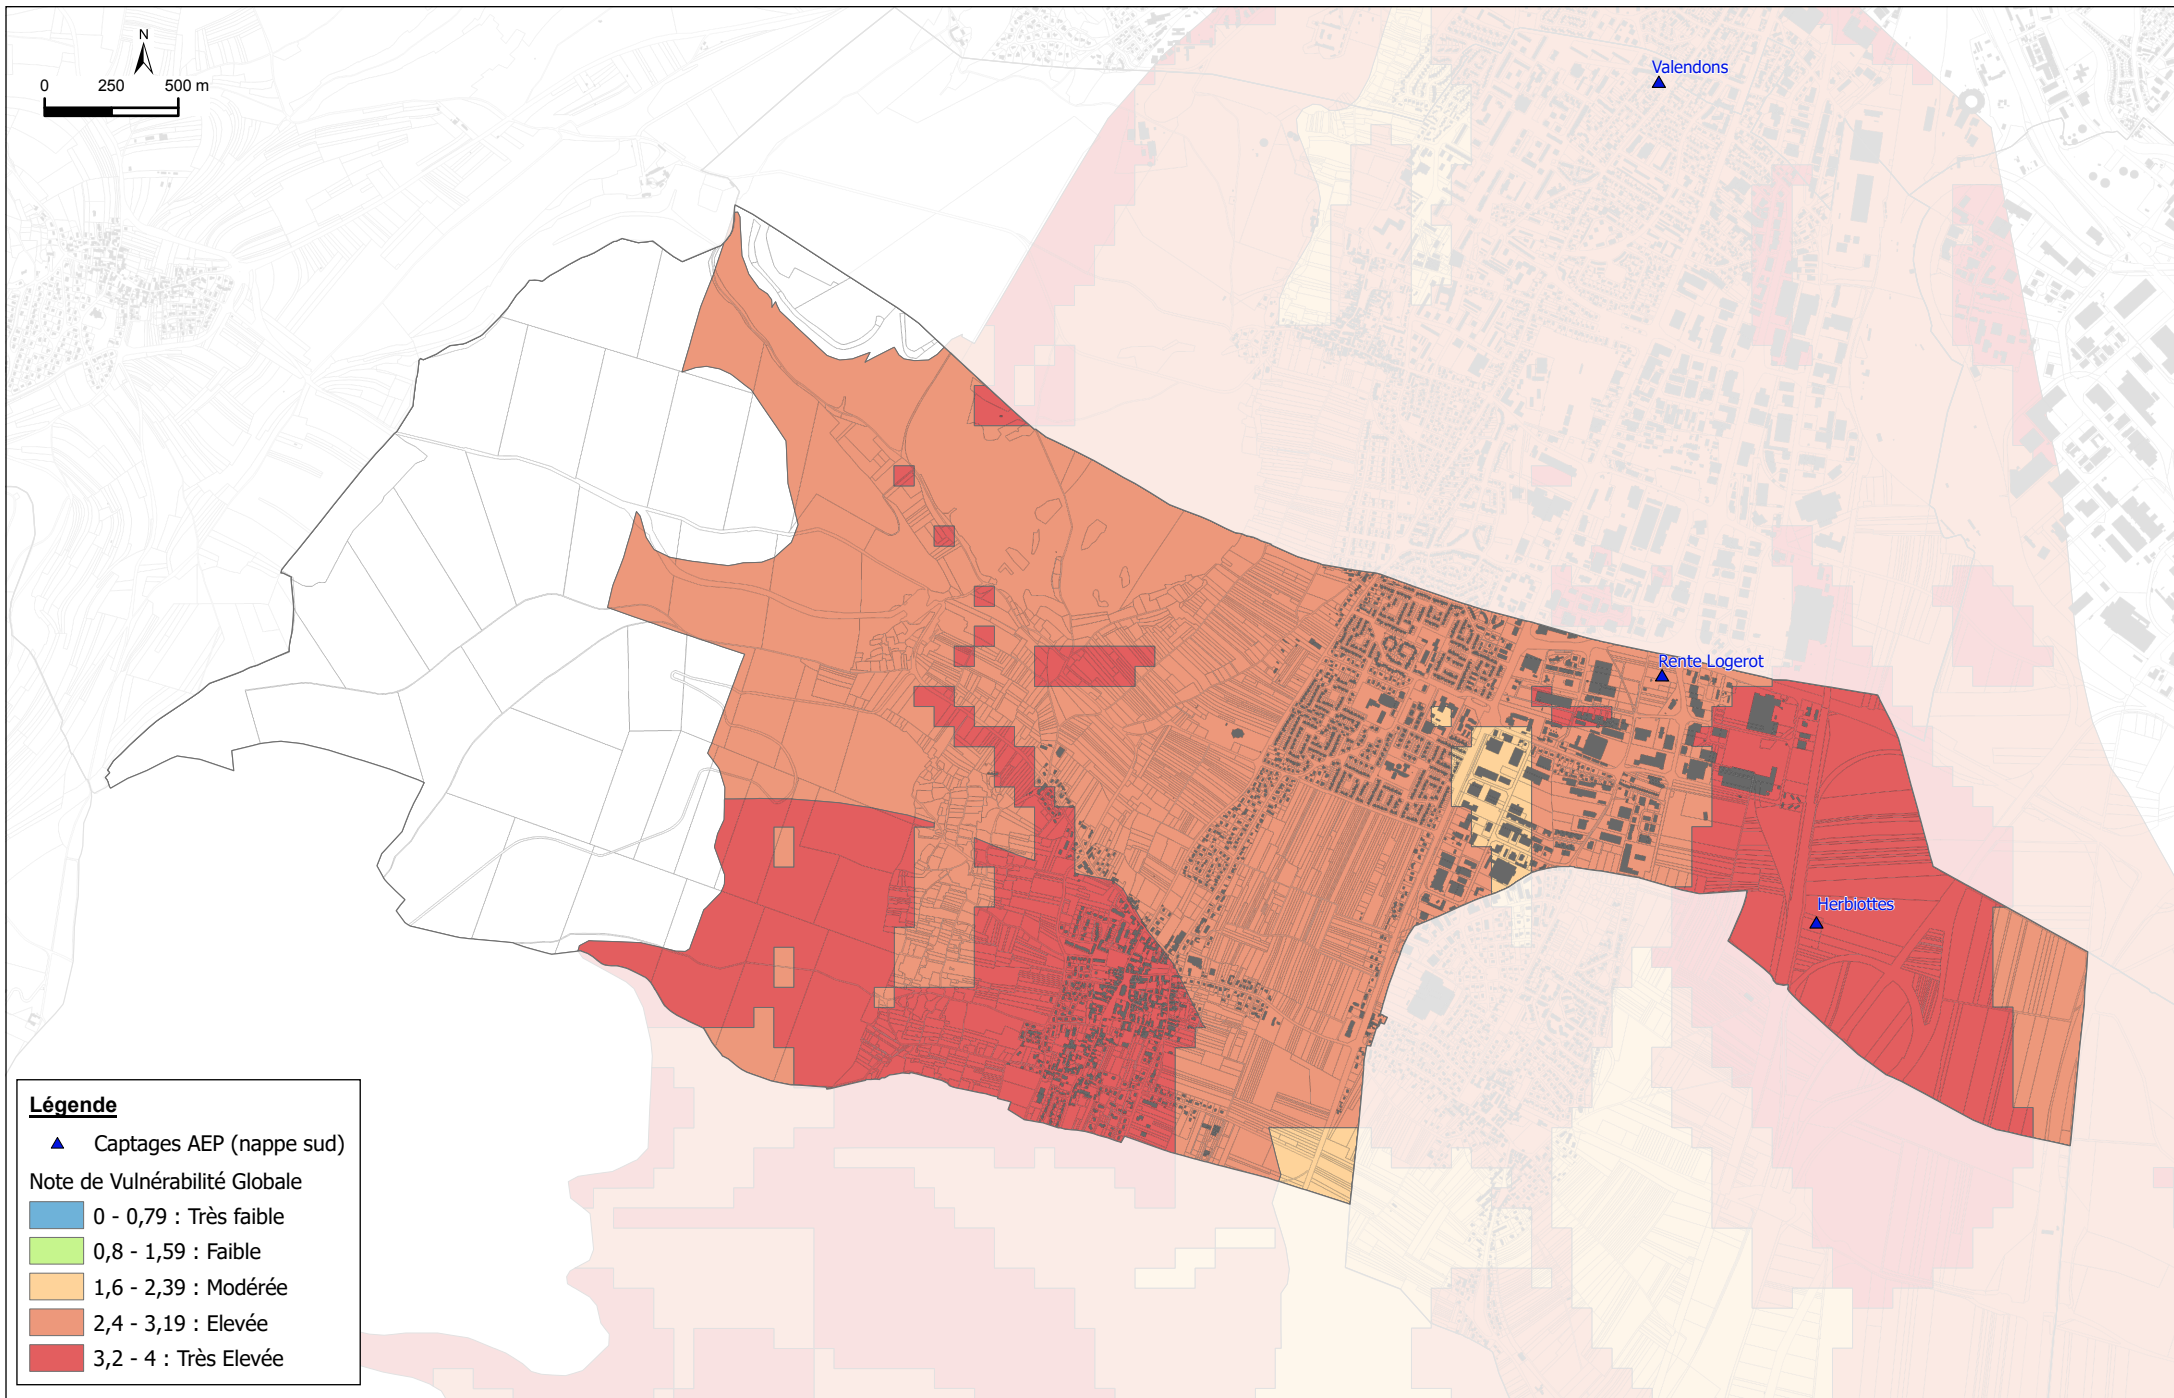 N
0 250 500 m
Valendons
Rente Logerot
Herbiottes
Légende
Captages AEP (nappe sud)
Note de Vulnérabilité Globale
0 - 0,79 : Très faible
0,8 - 1,59 : Faible
1,6 - 2,39 : Modérée
2,4 - 3,19 : Elevée
3,2 - 4 : Très Elevée